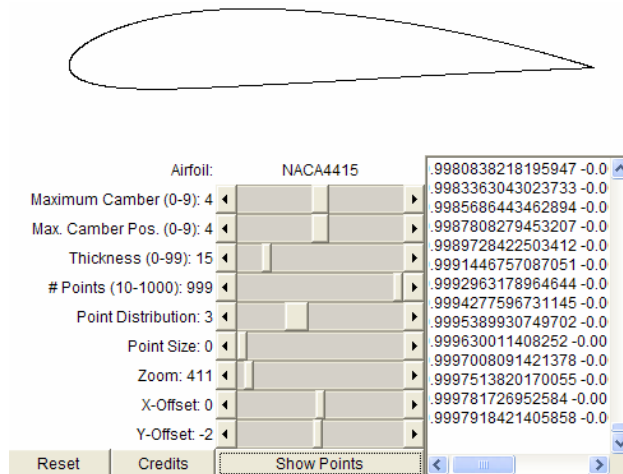 Airfoil: NACA4415
Maximum Camber (0-9): 4
Max. Camber Pos. (0-9): 4
Thickness (0-99): 15
# Points (10-1000): 999
Point Distribution: 3
Point Size: 0
Zoom: 411
X-Offset: 0
Y-Offset: -2
Reset Credits Show Points
.9980838218195947 -0.0
.9983363043023733 -0.0
.9985686443462894 -0.00
.9987808279453207 -0.0
.9989728422503412 -0.0
.9991446757087051 -0.0
.9992963178964644 -0.0
.9994277596731145 -0.0
.9995389930749702 -0.0
.999630011408252 -0.00
.9997008091421378 -0.0
.9997513820170055 -0.0
.999781726952584 -0.00
.9997918421405858 -0.0